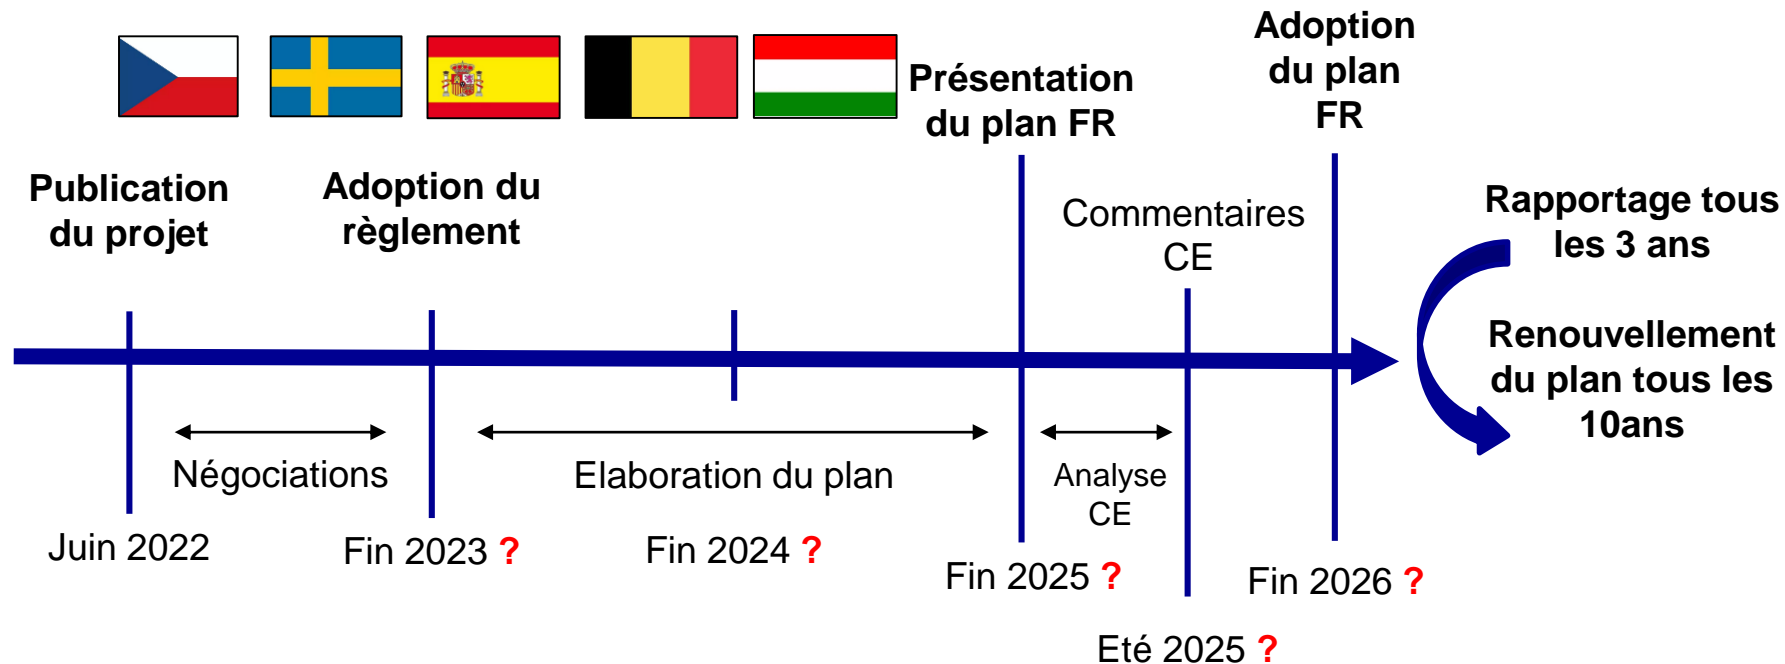 Publication
du projet
Adoption du
règlement
Présentation
du plan FR
Commentaires
CE
Adoption
du plan
FR
Rapportage tous
les 3 ans
Renouvellement
du plan tous les
10ans
Négociations
Elaboration du plan
Analyse
CE
Juin 2022
Fin 2023 ?
Fin 2024 ?
Fin 2025 ?
Eté 2025 ?
Fin 2026 ?